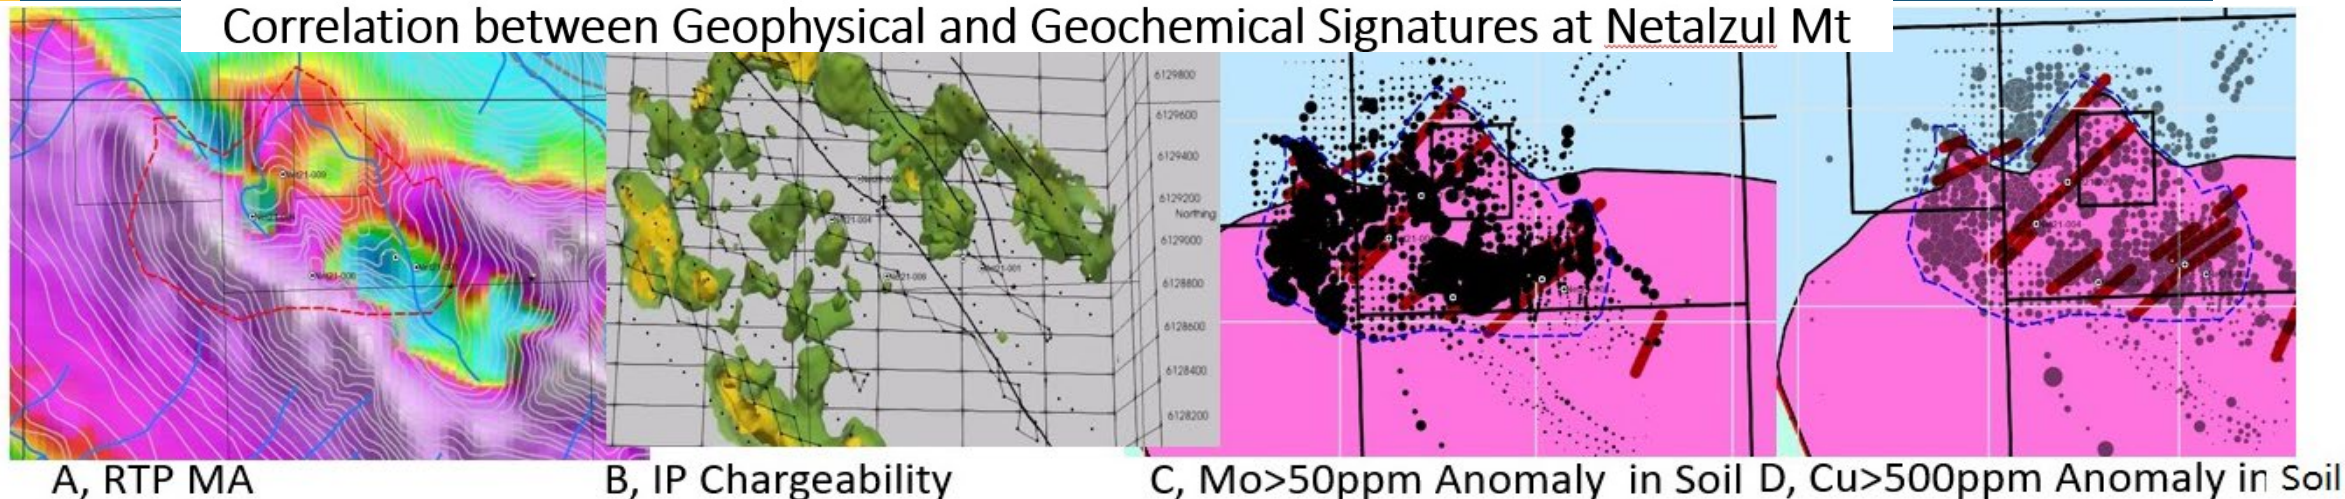 Correlation between Geophysical and Geochemical Signatures at Netalzul Mt
6129800
6129600
6129400
6129200
Northing
6129000
6128800
6128600
6128400
6128200
A, RTP MA
B, IP Chargeability
C, Mo>50ppm Anomaly in Soil
D, Cu>500ppm Anomaly in Soil